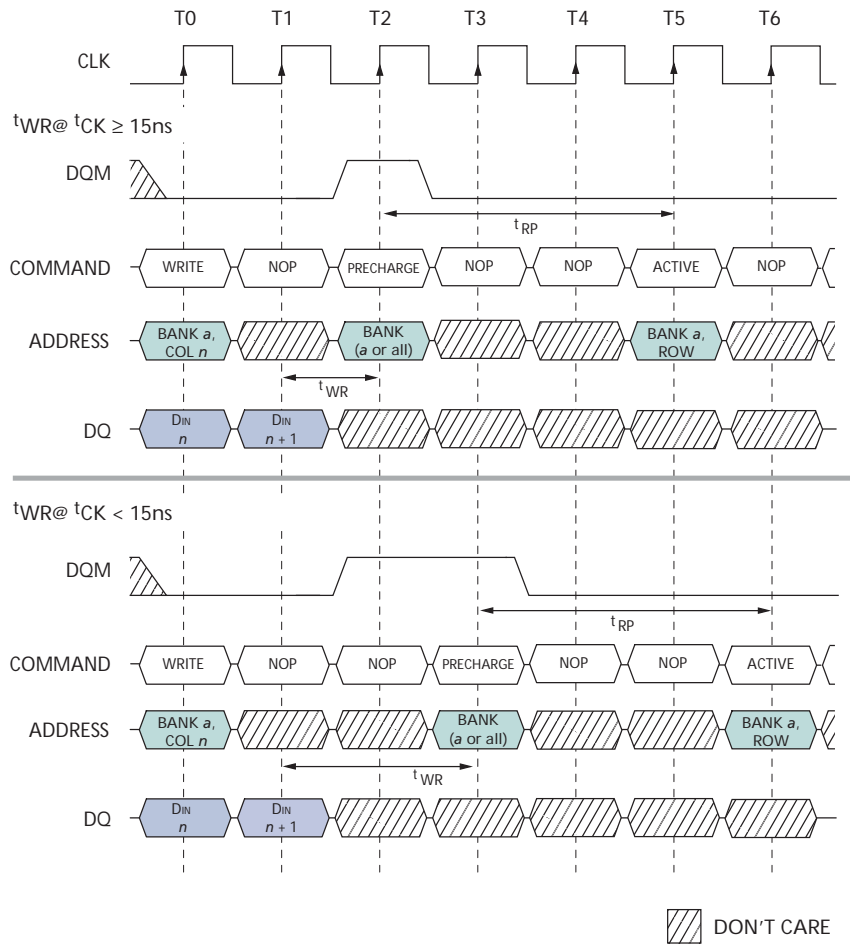 T0 T1 T2 T3 T4 T5 T6
CLK
tWR@ tCK ≥ 15ns
DQM
tRP
COMMAND WRITE NOP PRECHARGE NOP NOP ACTIVE NOP
ADDRESS BANK a, COL n BANK (a or all) BANK a, ROW
tWR
DQ DIN n DIN n + 1
tWR@ tCK < 15ns
DQM
tRP
COMMAND WRITE NOP NOP PRECHARGE NOP NOP ACTIVE
ADDRESS BANK a, COL n BANK (a or all) BANK a, ROW
tWR
DQ DIN n DIN n + 1
DON'T CARE